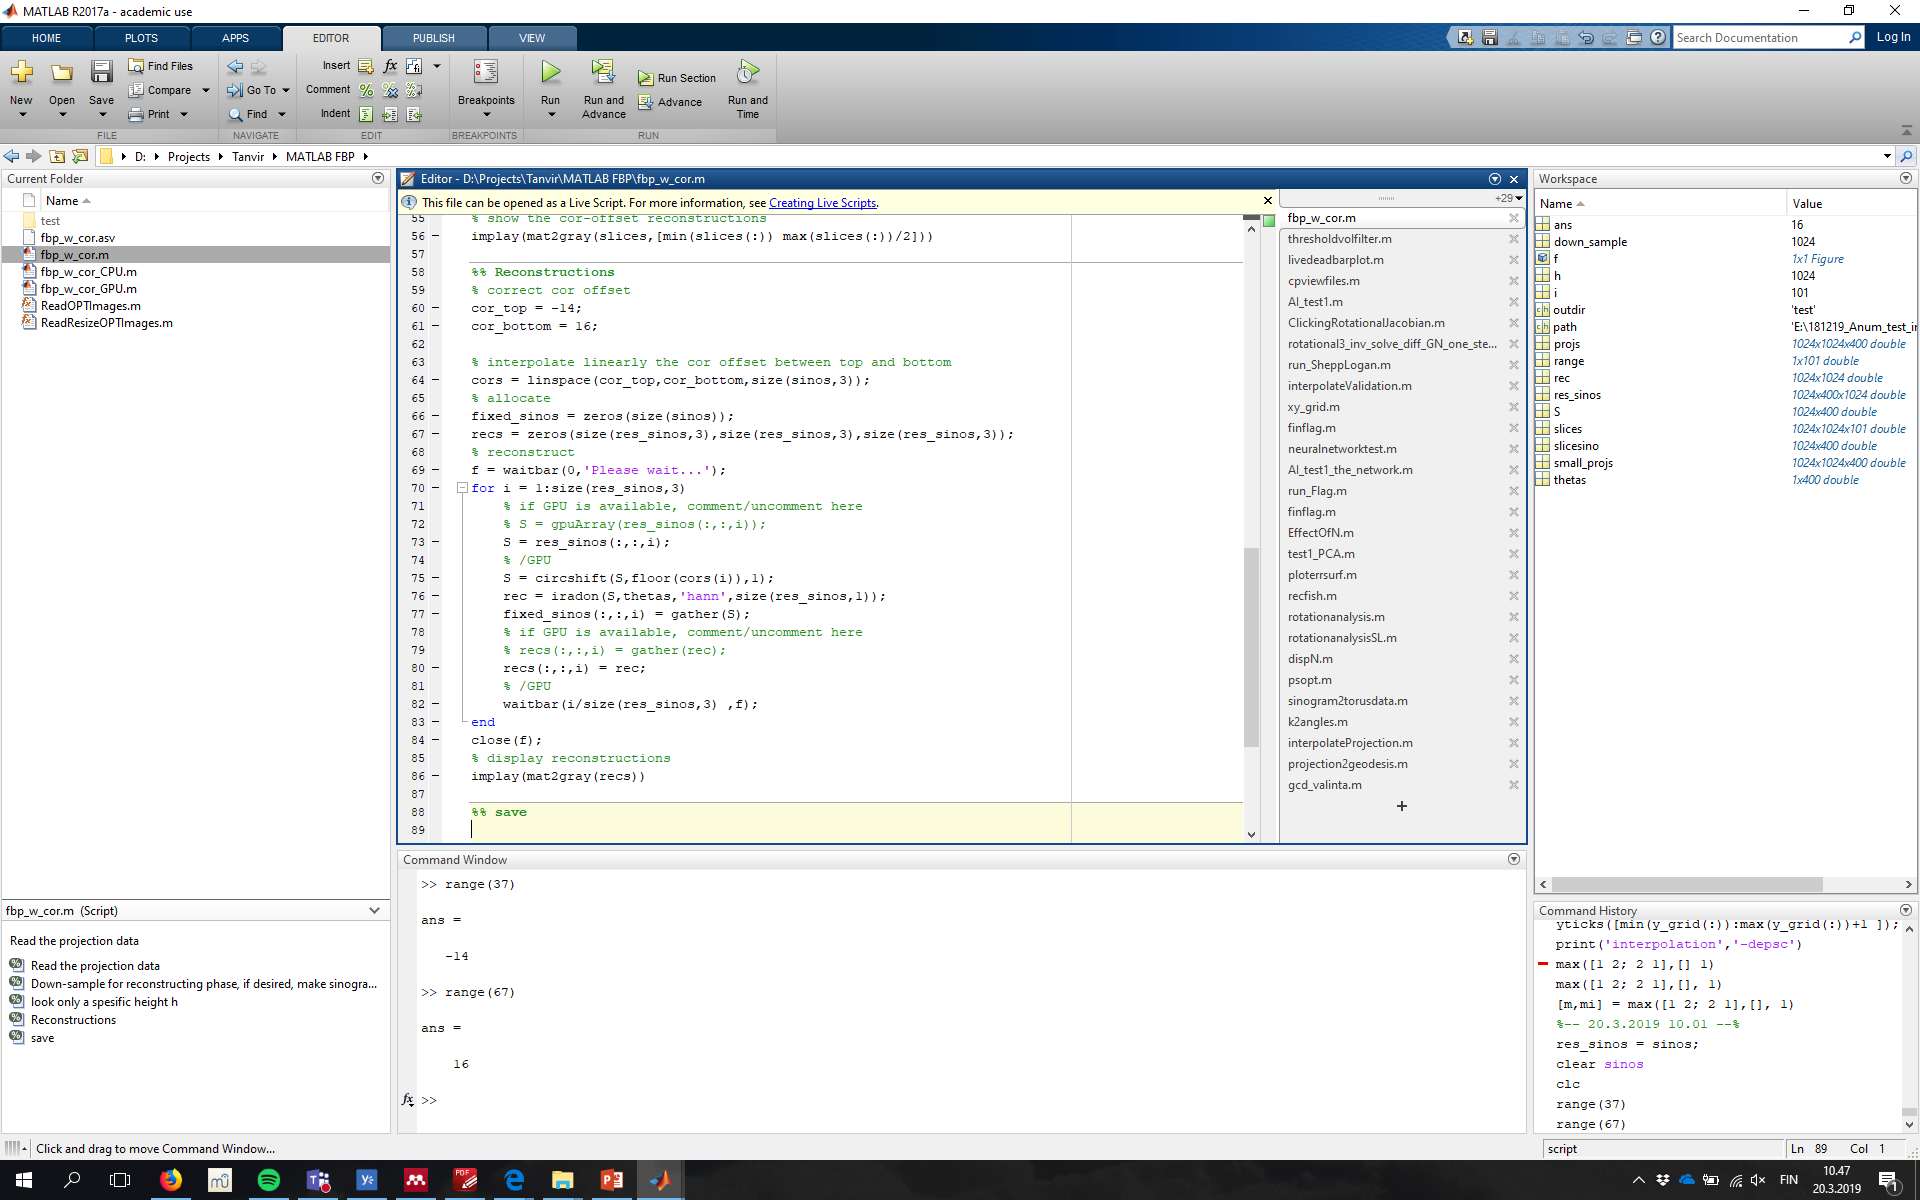 MATLAB R2017a - academic use
HOME PLOTS APPS EDITOR PUBLISH VIEW
Search Documentation
Log In
New Open Save
Find Files
Compare
Print
Go To
Find
Insert
Comment
Indent
Breakpoints
Run
Run and Advance
Run Section
Advance
Run and Time
FILE NAVIGATE EDIT BREAKPOINTS RUN
D: Projects Tanvir MATLAB FBP
Current Folder
Name
test
fbp_w_cor.asv
fbp_w_cor.m
fbp_w_cor_CPU.m
fbp_w_cor_GPU.m
ReadOPTImages.m
ReadResizeOPTImages.m
fbp_w_cor.m (Script)
Read the projection data
Read the projection data
Down-sample for reconstructing phase, if desired, make sinogra...
look only a spesific height h
Reconstructions
save
Editor - D:\Projects\Tanvir\MATLAB FBP\fbp_w_cor.m
This file can be opened as a Live Script. For more information, see Creating Live Scripts.
55 % show the cor-offset reconstructions
56 implay(mat2gray(slices,[min(slices(:)) max(slices(:))/2]))
57
58 %% Reconstructions
59 % correct cor offset
60 cor_top = -14;
61 cor_bottom = 16;
62
63 % interpolate linearly the cor offset between top and bottom
64 cors = linspace(cor_top,cor_bottom,size(sinos,3));
65 % allocate
66 fixed_sinos = zeros(size(sinos));
67 recs = zeros(size(res_sinos,3),size(res_sinos,3),size(res_sinos,3));
68 % reconstruct
69 f = waitbar(0,'Please wait...');
70 for i = 1:size(res_sinos,3)
71 % if GPU is available, comment/uncomment here
72 % S = gpuArray(res_sinos(:,:,i));
73 S = res_sinos(:,:,i);
74 % /GPU
75 S = circshift(S,floor(cors(i)),1);
76 rec = iradon(S,thetas,'hann',size(res_sinos,1));
77 fixed_sinos(:,:,i) = gather(S);
78 % if GPU is available, comment/uncomment here
79 % recs(:,:,i) = gather(rec);
80 recs(:,:,i) = rec;
81 % /GPU
82 waitbar(i/size(res_sinos,3) ,f);
83 end
84 close(f);
85 % display reconstructions
86 implay(mat2gray(recs))
87
88 %% save
89
+29
fbp_w_cor.m
thresholdvolfilter.m
livedeadbarplot.m
cpviewfiles.m
AI_test1.m
ClickingRotationalJacobian.m
rotational3_inv_solve_diff_GN_one_ste...
run_SheppLogan.m
interpolateValidation.m
xy_grid.m
finflag.m
neuralnetworktest.m
AI_test1_the_network.m
run_Flag.m
finflag.m
EffectOfN.m
test1_PCA.m
ploterrsurf.m
recfish.m
rotationanalysis.m
rotationanalysisSL.m
dispN.m
psopt.m
sinogram2torusdata.m
k2angles.m
interpolateProjection.m
projection2geodesis.m
gcd_valinta.m
Command Window
>> range(37)
ans =
-14
>> range(67)
ans =
16
fx >>
Workspace
Name Value
ans 16
down_sample 1024
f 1x1 Figure
h 1024
i 101
outdir 'test'
path 'E:\181219_Anum_test_i
projs 1024x1024x400 double
range 1x101 double
rec 1024x1024 double
res_sinos 1024x400x1024 double
S 1024x400 double
slices 1024x1024x101 double
slicesino 1024x400 double
small_projs 1024x1024x400 double
thetas 1x400 double
Command History
yticks([min(y_grid(:)):max(y_grid(:))+1 ]);
print('interpolation','-depsc')
max([1 2; 2 1],[] 1)
max([1 2; 2 1],[], 1)
[m,mi] = max([1 2; 2 1],[], 1)
%-- 20.3.2019 10.01 --%
res_sinos = sinos;
clear sinos
clc
range(37)
range(67)
Click and drag to move Command Window...
script
Ln 89 Col 1
FIN
10.47
20.3.2019